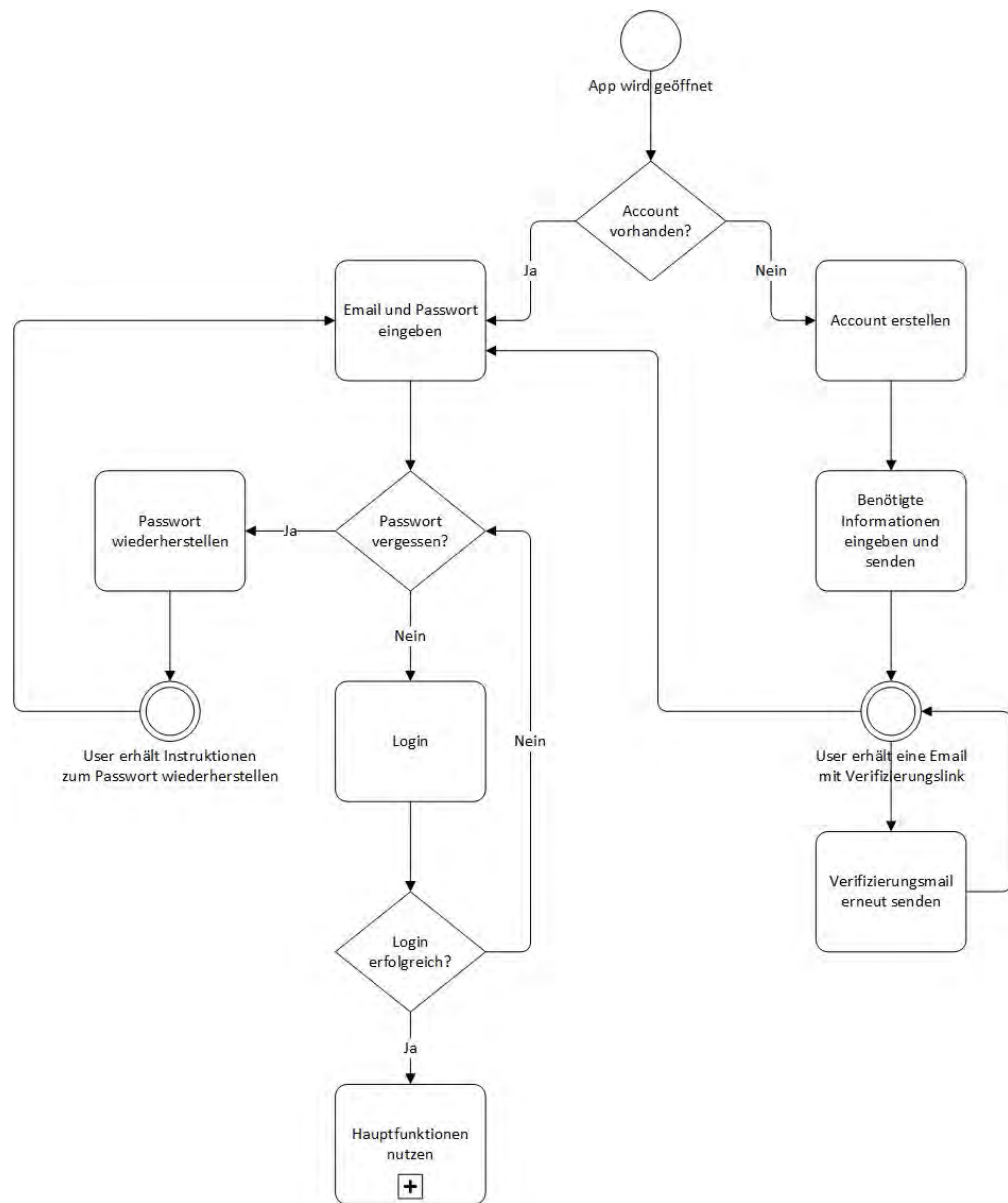 App wird geöffnet
Account
vorhanden?
Ja
Nein
Email und Passwort
eingeben
Account erstellen
Passwort
wiederherstellen
Ja
Passwort
vergessen?
Benötigte
Informationen
eingeben und
senden
Nein
Login
Nein
User erhält Instruktionen
zum Passwort wiederherstellen
User erhält eine Email
mit Verifizierungslink
Verifizierungsmail
erneut senden
Login
erfolgreich?
Ja
Hauptfunktionen
nutzen